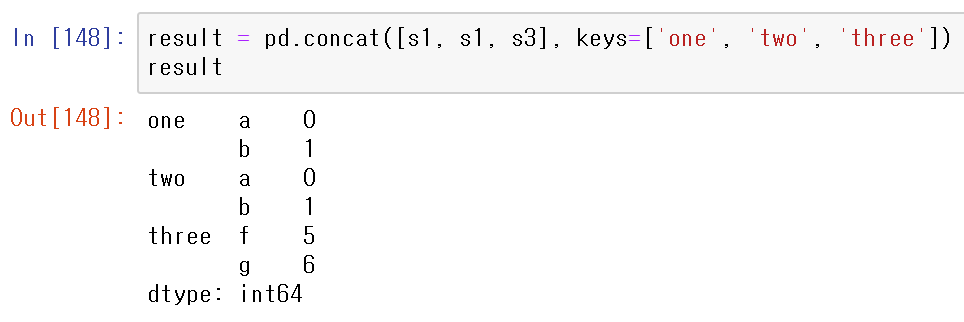 In [148]: result = pd.concat([s1, s1, s3], keys=['one', 'two', 'three'])
result
Out[148]: one a 0
b 1
two a 0
b 1
three f 5
g 6
dtype: int64